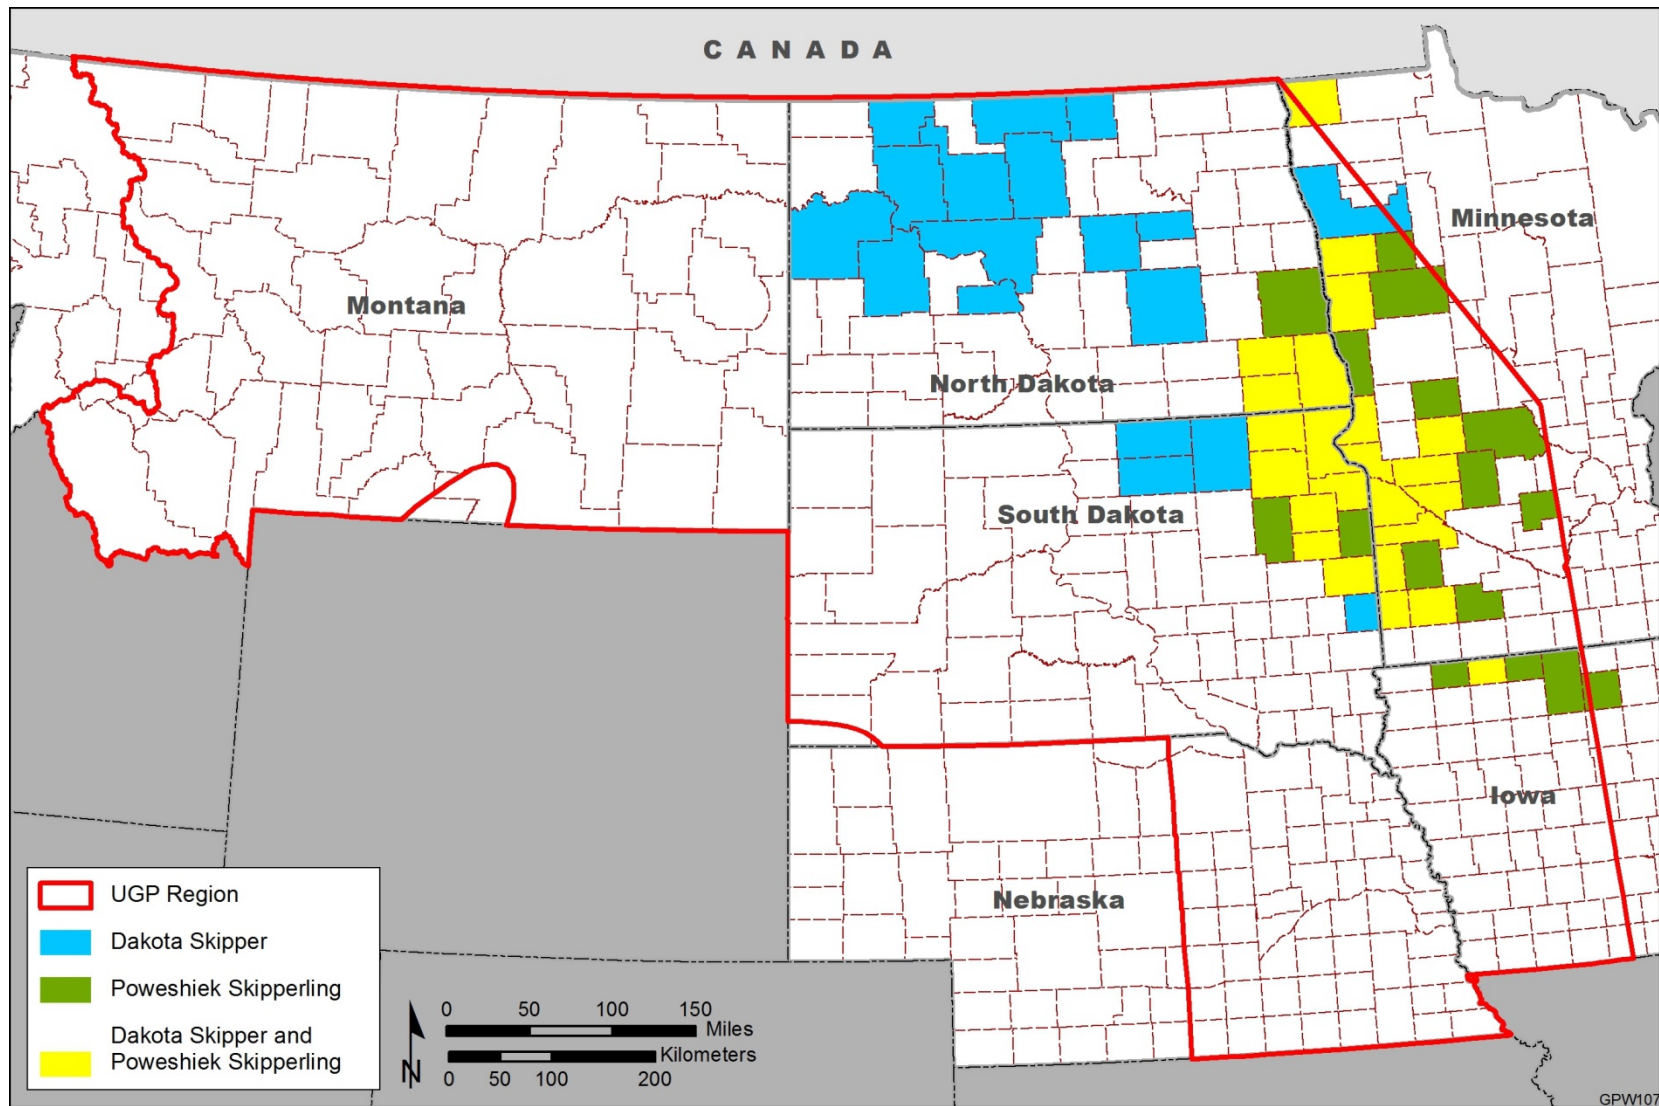 CANADA
Minnesota
Montana
North Dakota
South Dakota
Iowa
Nebraska
UGP Region
Dakota Skipper
Poweshiek Skipperling
Dakota Skipper and
Poweshiek Skipperling
0 50 100 150
Miles
Kilometers
0 50 100 200
N
GPW107